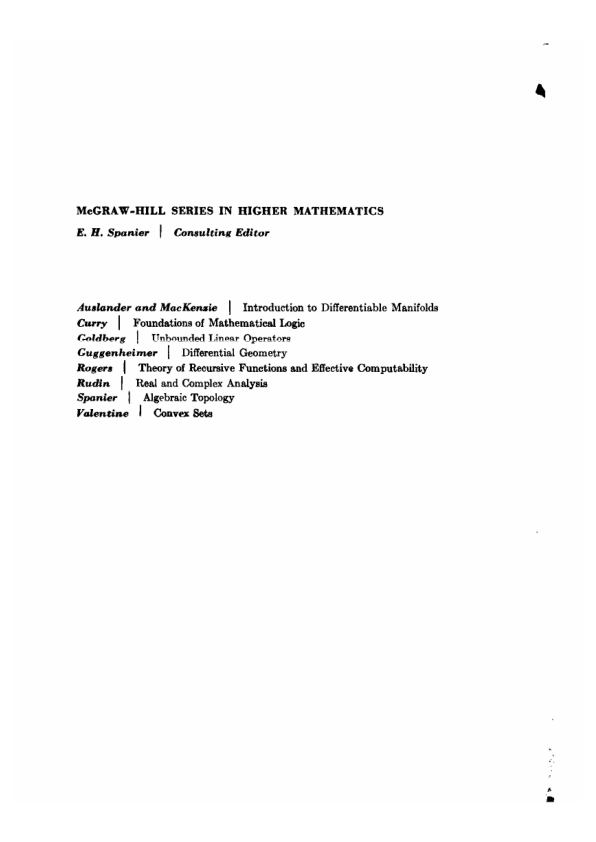 McGRAW-HILL SERIES IN HIGHER MATHEMATICS
E. H. Spanier | Consulting Editor
Auslander and MacKenzie | Introduction to Differentiable Manifolds
Curry | Foundations of Mathematical Logic
Goldberg | Unbounded Linear Operators
Guggenheimer | Differential Geometry
Rogers | Theory of Recursive Functions and Effective Computability
Rudin | Real and Complex Analysis
Spanier | Algebraic Topology
Valentine | Convex Sets